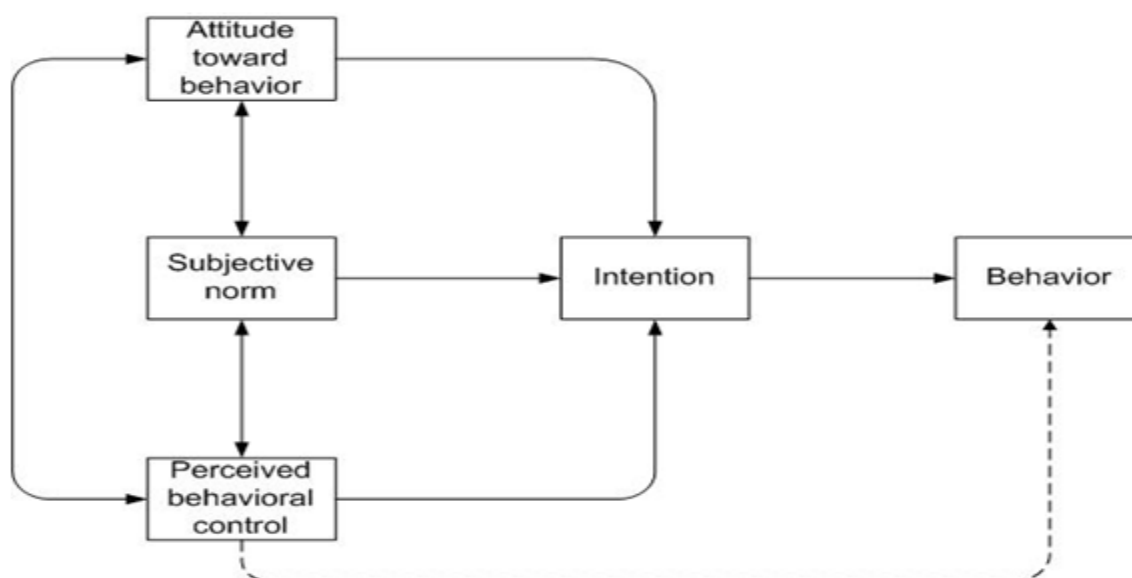 Attitude
toward
behavior
Subjective
norm
Intention
Behavior
Perceived
behavioral
control